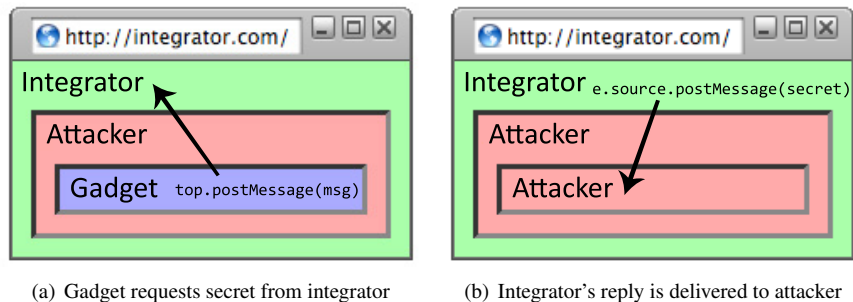 http://integrator.com/
Integrator
Attacker
Gadget top.postMessage(msg)
(a) Gadget requests secret from integrator
http://integrator.com/
Integrator e.source.postMessage(secret)
Attacker
Attacker
(b) Integrator's reply is delivered to attacker